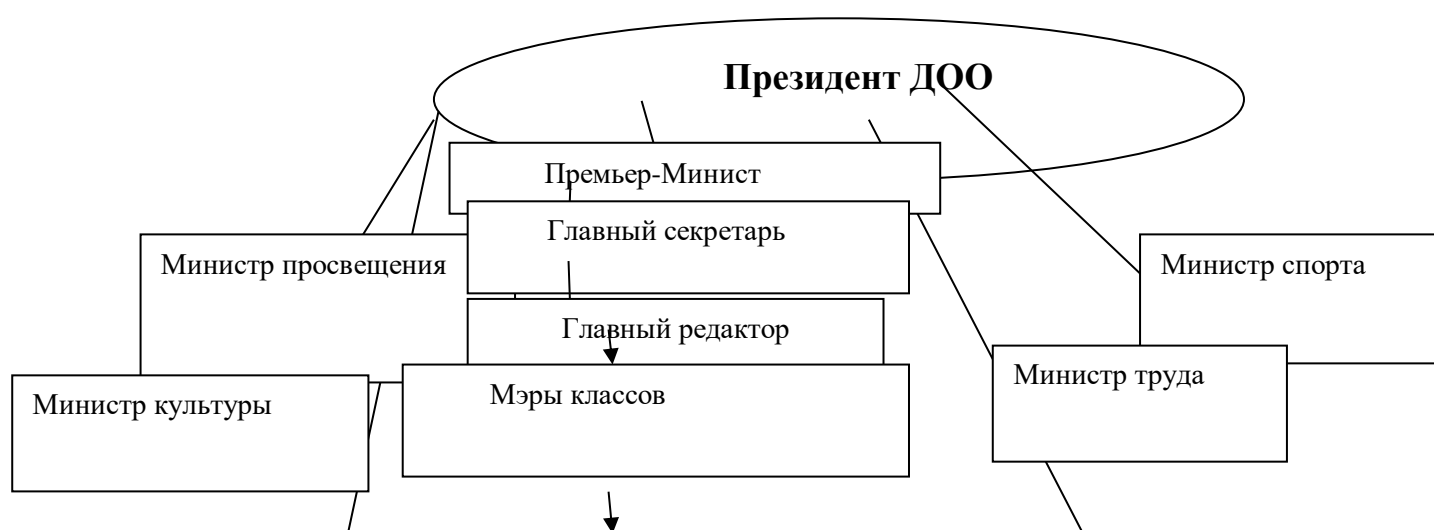 Президент ДОО
Премьер-Минист
Главный секретарь
Министр просвещения
Министр спорта
Главный редактор
Министр труда
Мэры классов
Министр культуры